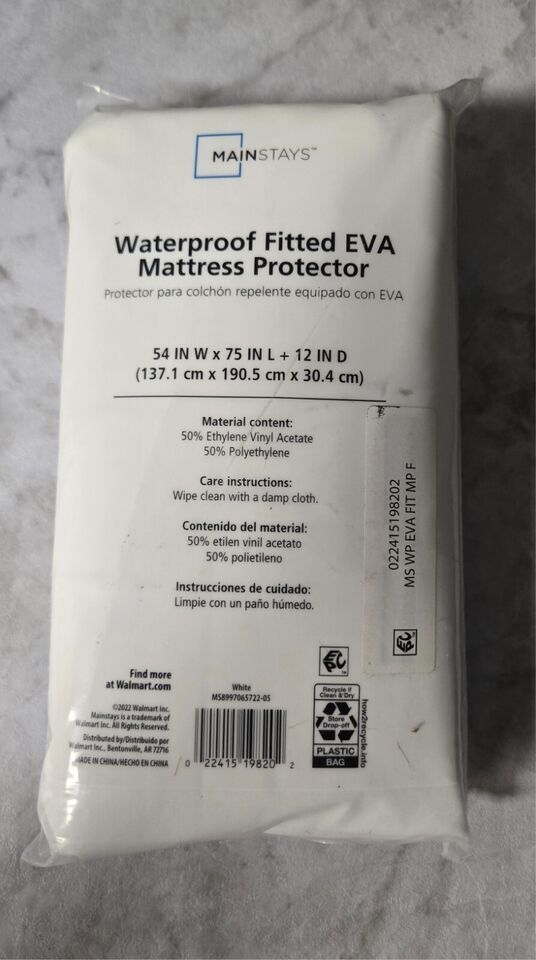 MAINSTAYS™
Waterproof Fitted EVA
Mattress Protector
Protector para colchón repelente equipado con EVA
54 IN W x 75 IN L + 12 IN D
(137.1 cm x 190.5 cm x 30.4 cm)
Material content:
50% Ethylene Vinyl Acetate
50% Polyethylene
Care instructions:
Wipe clean with a damp cloth.
Contenido del material:
50% etilen vinil acetato
50% polietileno
Instrucciones de cuidado:
Limpie con un paño húmedo.
022415198202
MS WP EVA FIT MP F
EPC
Find more
at Walmart.com
©2022 Walmart Inc.
Mainstays is a trademark of
Walmart Inc. All Rights Reserved.
Distributed by/Distribuido por
Walmart Inc., Bentonville, AR 72716
MADE IN CHINA/HECHO EN CHINA
White
MS8997065722-05
0 22415 19820 2
EPC™
Recycle if
Clean & Dry
Store
Drop-off
PLASTIC
BAG
how2recycle.info